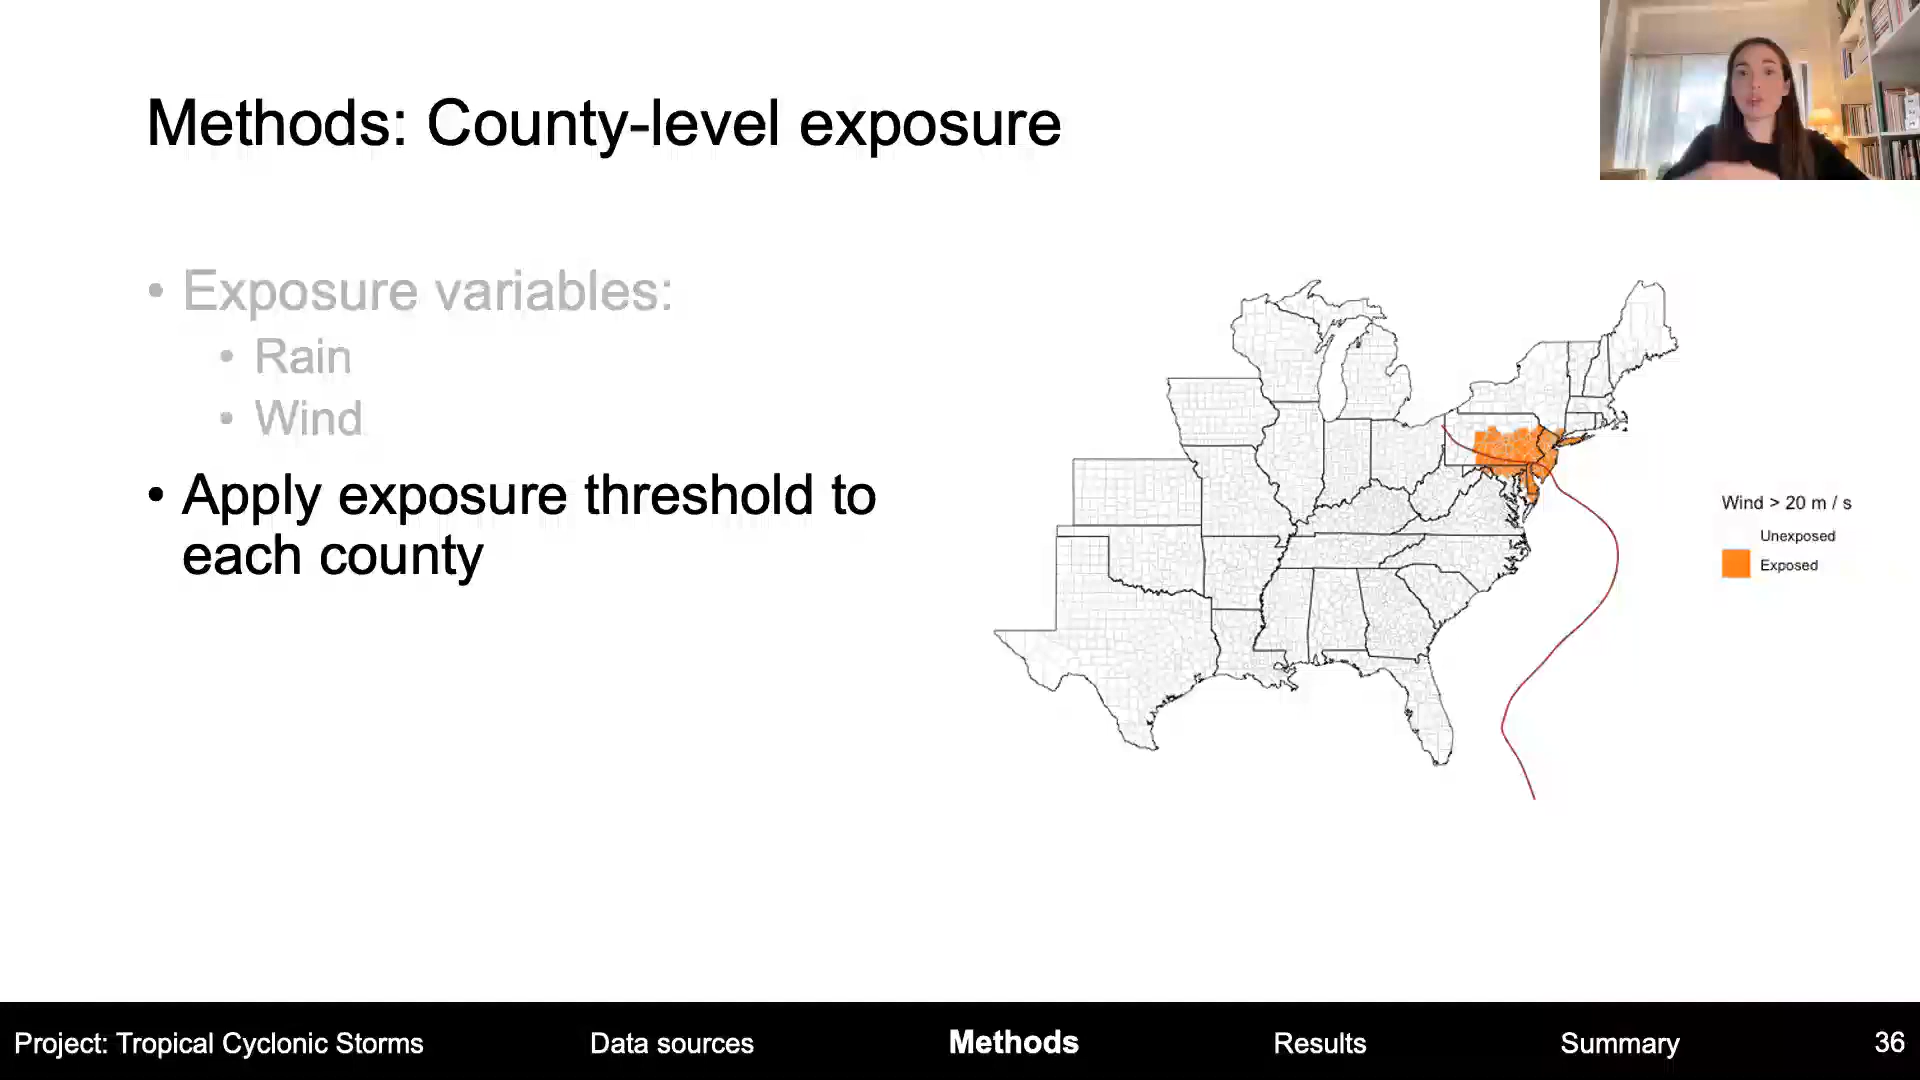 Methods: County-level exposure
• Exposure variables:
• Rain
• Wind
• Apply exposure threshold to
each county
Wind > 20 m / s
Unexposed
Exposed
Project: Tropical Cyclonic Storms
Data sources
Methods
Results
Summary
36